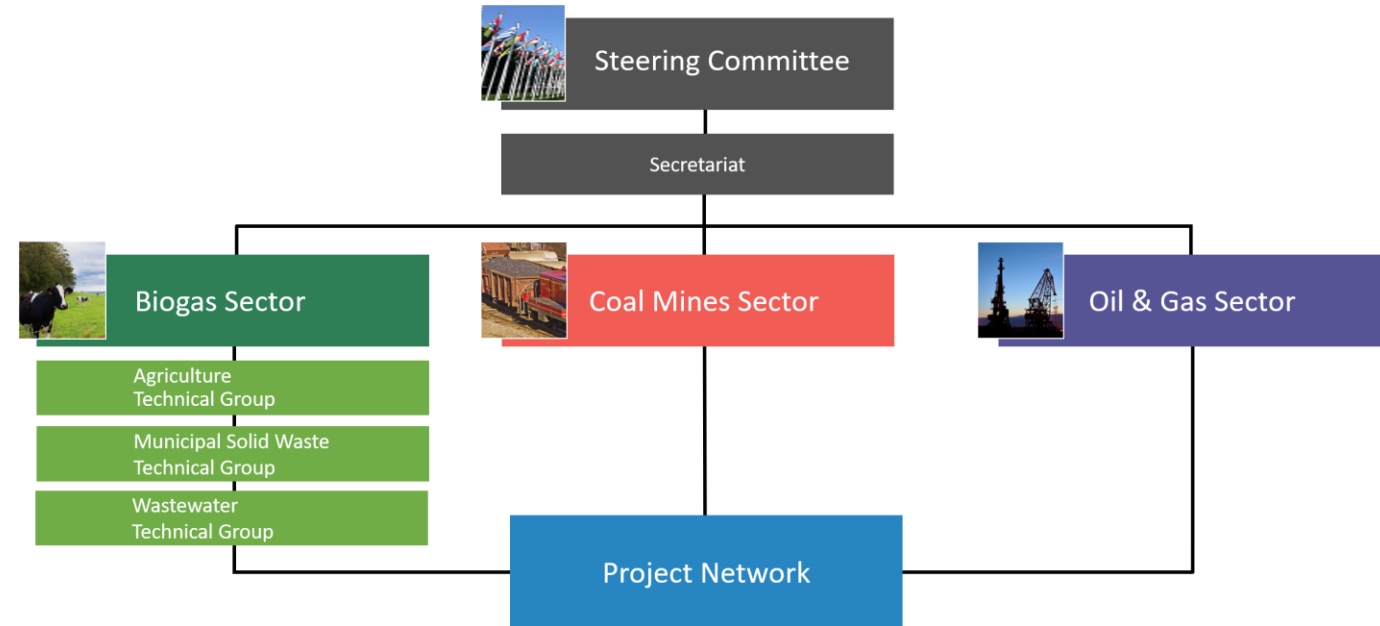 Steering Committee
Secretariat
Biogas Sector
Coal Mines Sector
Oil & Gas Sector
Agriculture
Technical Group
Municipal Solid Waste
Technical Group
Wastewater
Technical Group
Project Network